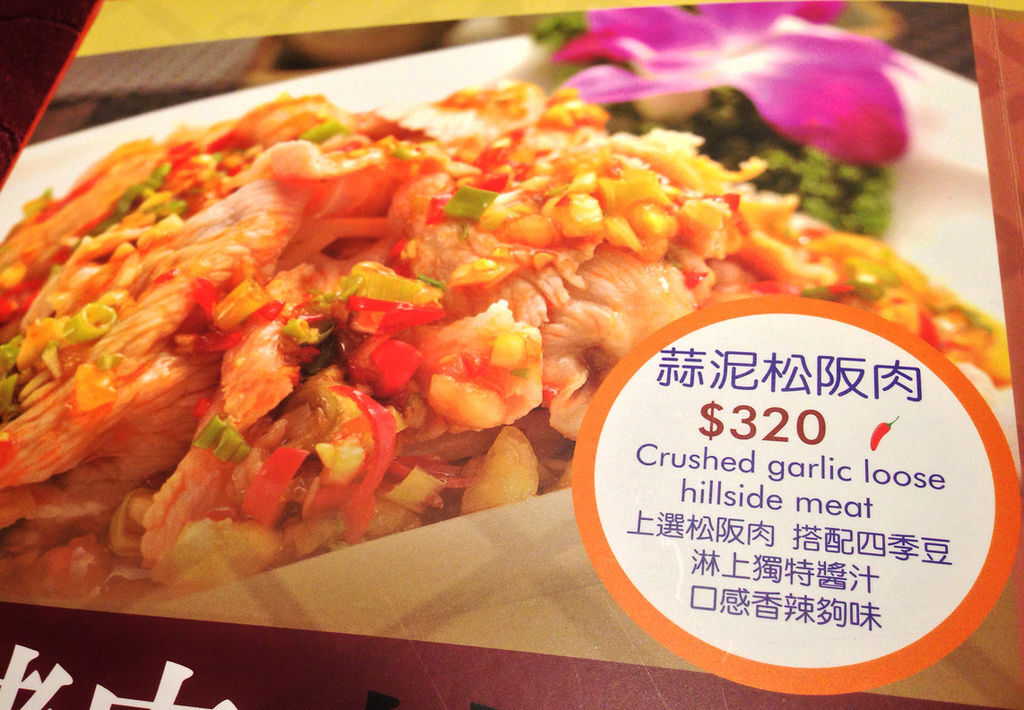 蒜泥松阪肉
$320
Crushed garlic loose
hillside meat
上選松阪肉 搭配四季豆
淋上獨特醬汁
口感香辣夠味